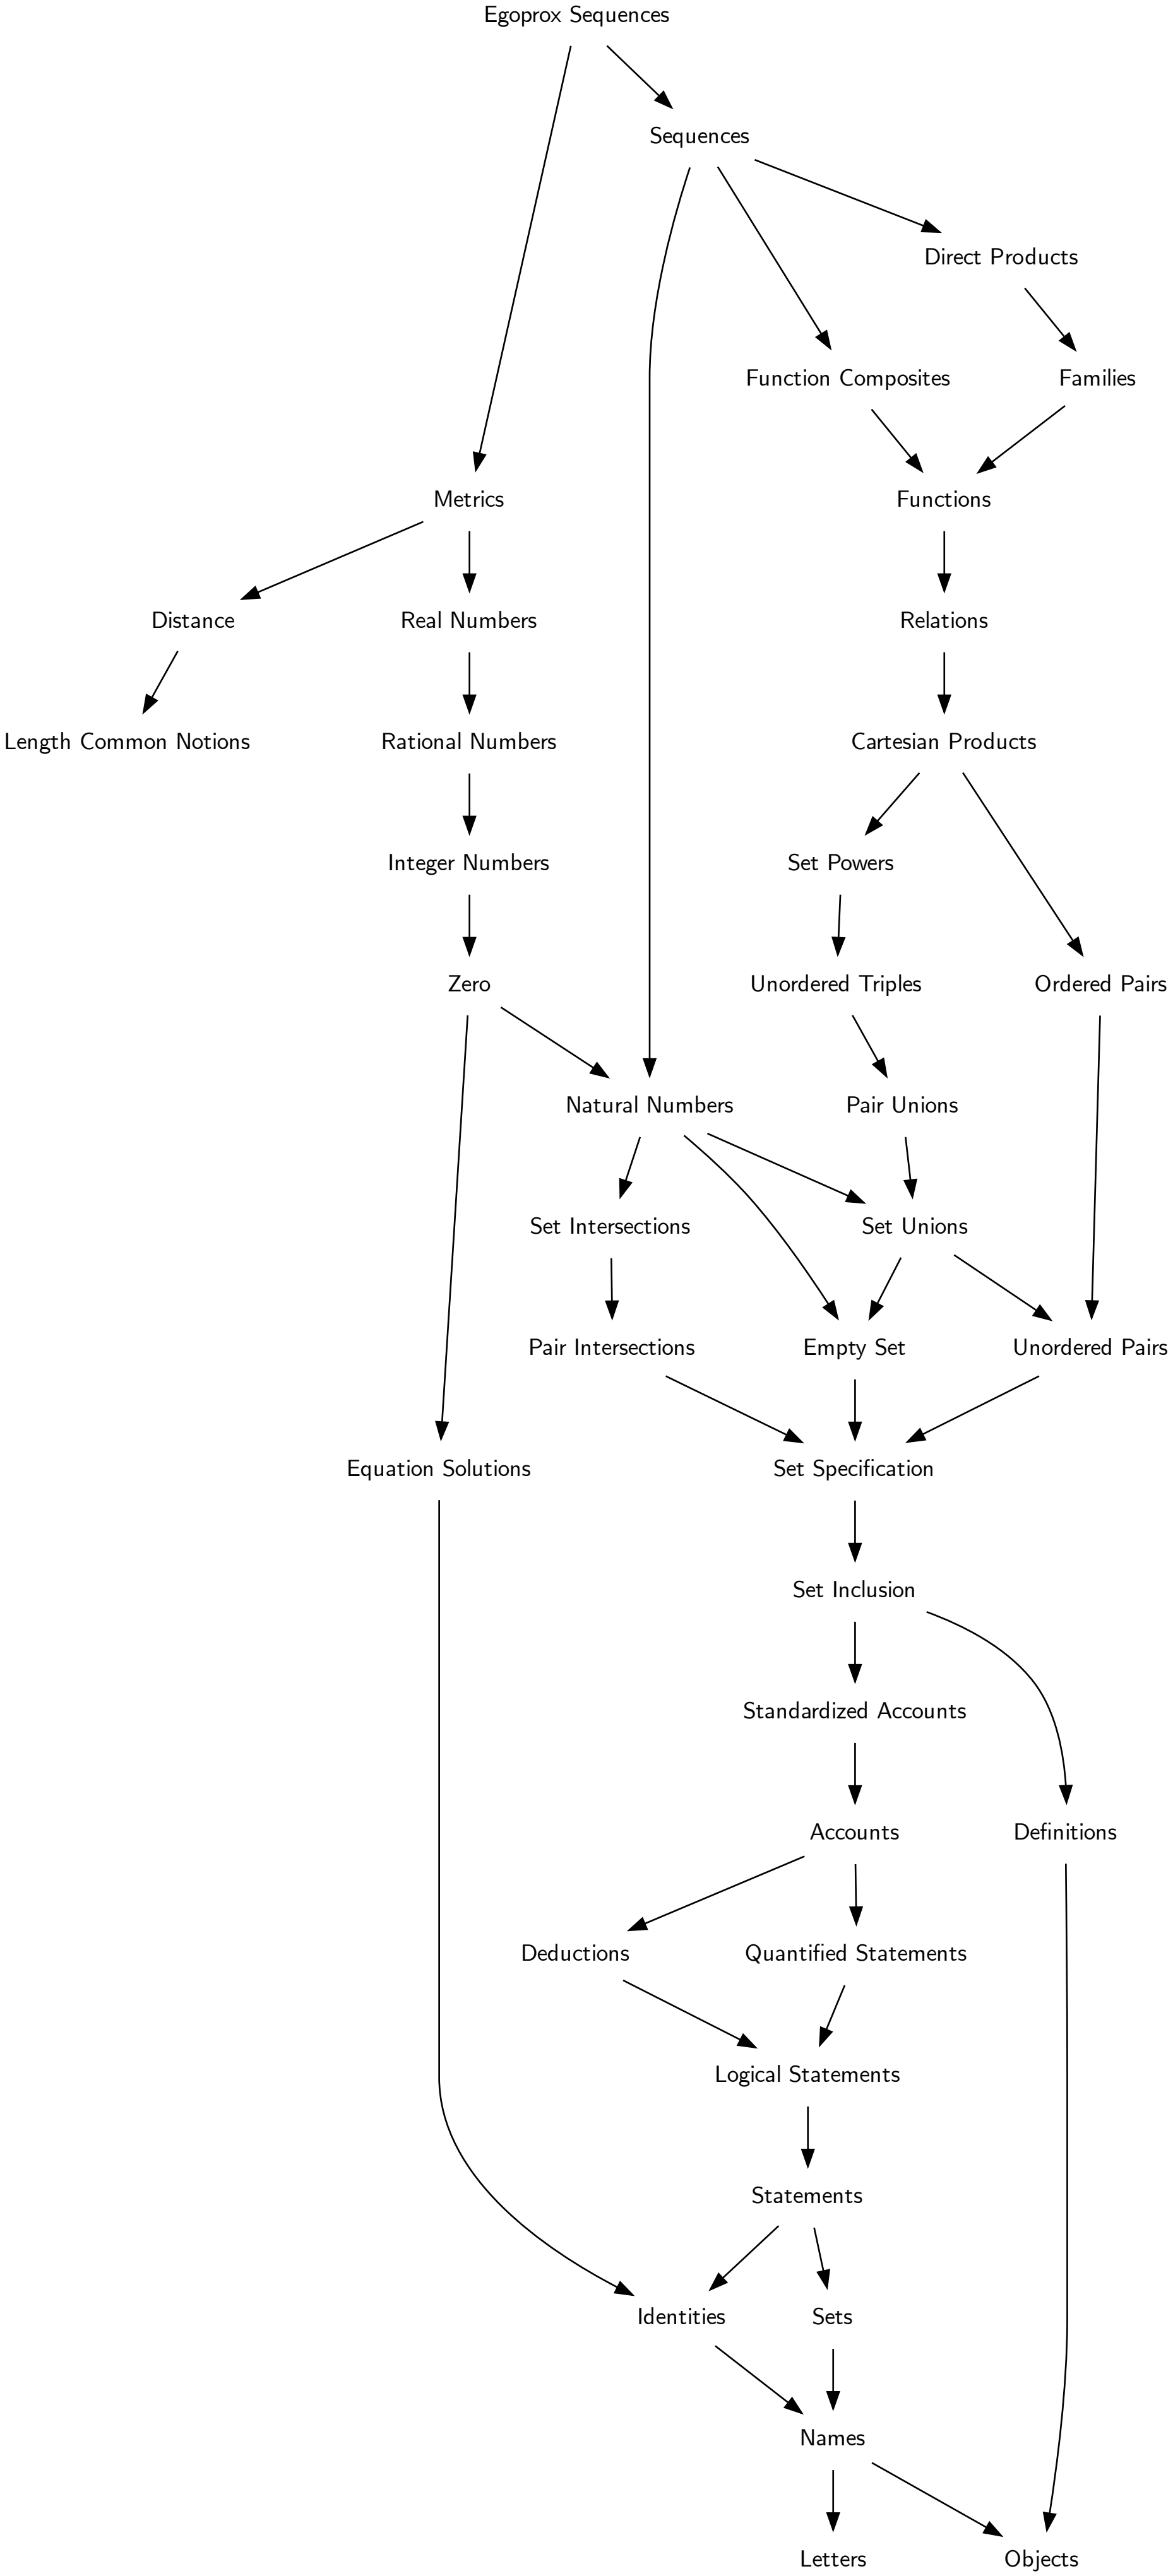 Egoprox Sequences
Sequences
Direct Products
Function Composites
Families
Metrics
Functions
Distance
Real Numbers
Relations
Length Common Notions
Rational Numbers
Cartesian Products
Integer Numbers
Set Powers
Zero
Unordered Triples
Ordered Pairs
Natural Numbers
Pair Unions
Set Intersections
Set Unions
Pair Intersections
Empty Set
Unordered Pairs
Equation Solutions
Set Specification
Set Inclusion
Standardized Accounts
Accounts
Definitions
Deductions
Quantified Statements
Logical Statements
Statements
Identities
Sets
Names
Letters
Objects